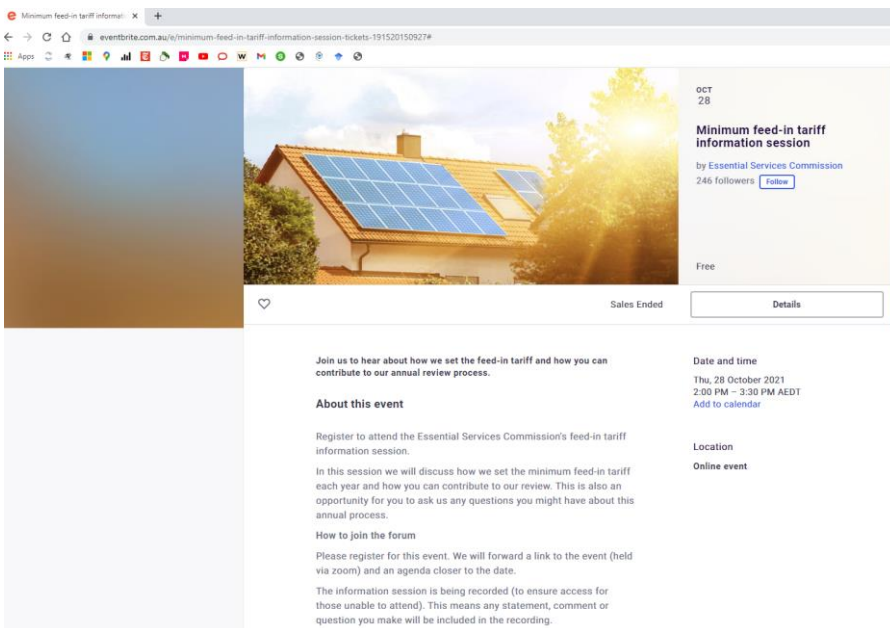 Minimum feed-in tariff informat
eventbrite.com.au/e/minimum-feed-in-tariff-information-session-tickets-191520150927#
Apps
OCT
28
Minimum feed-in tariff
information session
by Essential Services Commission
246 followers Follow
Free
Sales Ended
Details
Join us to hear about how we set the feed-in tariff and how you can
contribute to our annual review process.
About this event
Register to attend the Essential Services Commission's feed-in tariff
information session.
In this session we will discuss how we set the minimum feed-in tariff
each year and how you can contribute to our review. This is also an
opportunity for you to ask us any questions you might have about this
annual process.
How to join the forum
Please register for this event. We will forward a link to the event (held
via zoom) and an agenda closer to the date.
The information session is being recorded (to ensure access for
those unable to attend). This means any statement, comment or
question you make will be included in the recording.
Date and time
Thu, 28 October 2021
2:00 PM – 3:30 PM AEDT
Add to calendar
Location
Online event